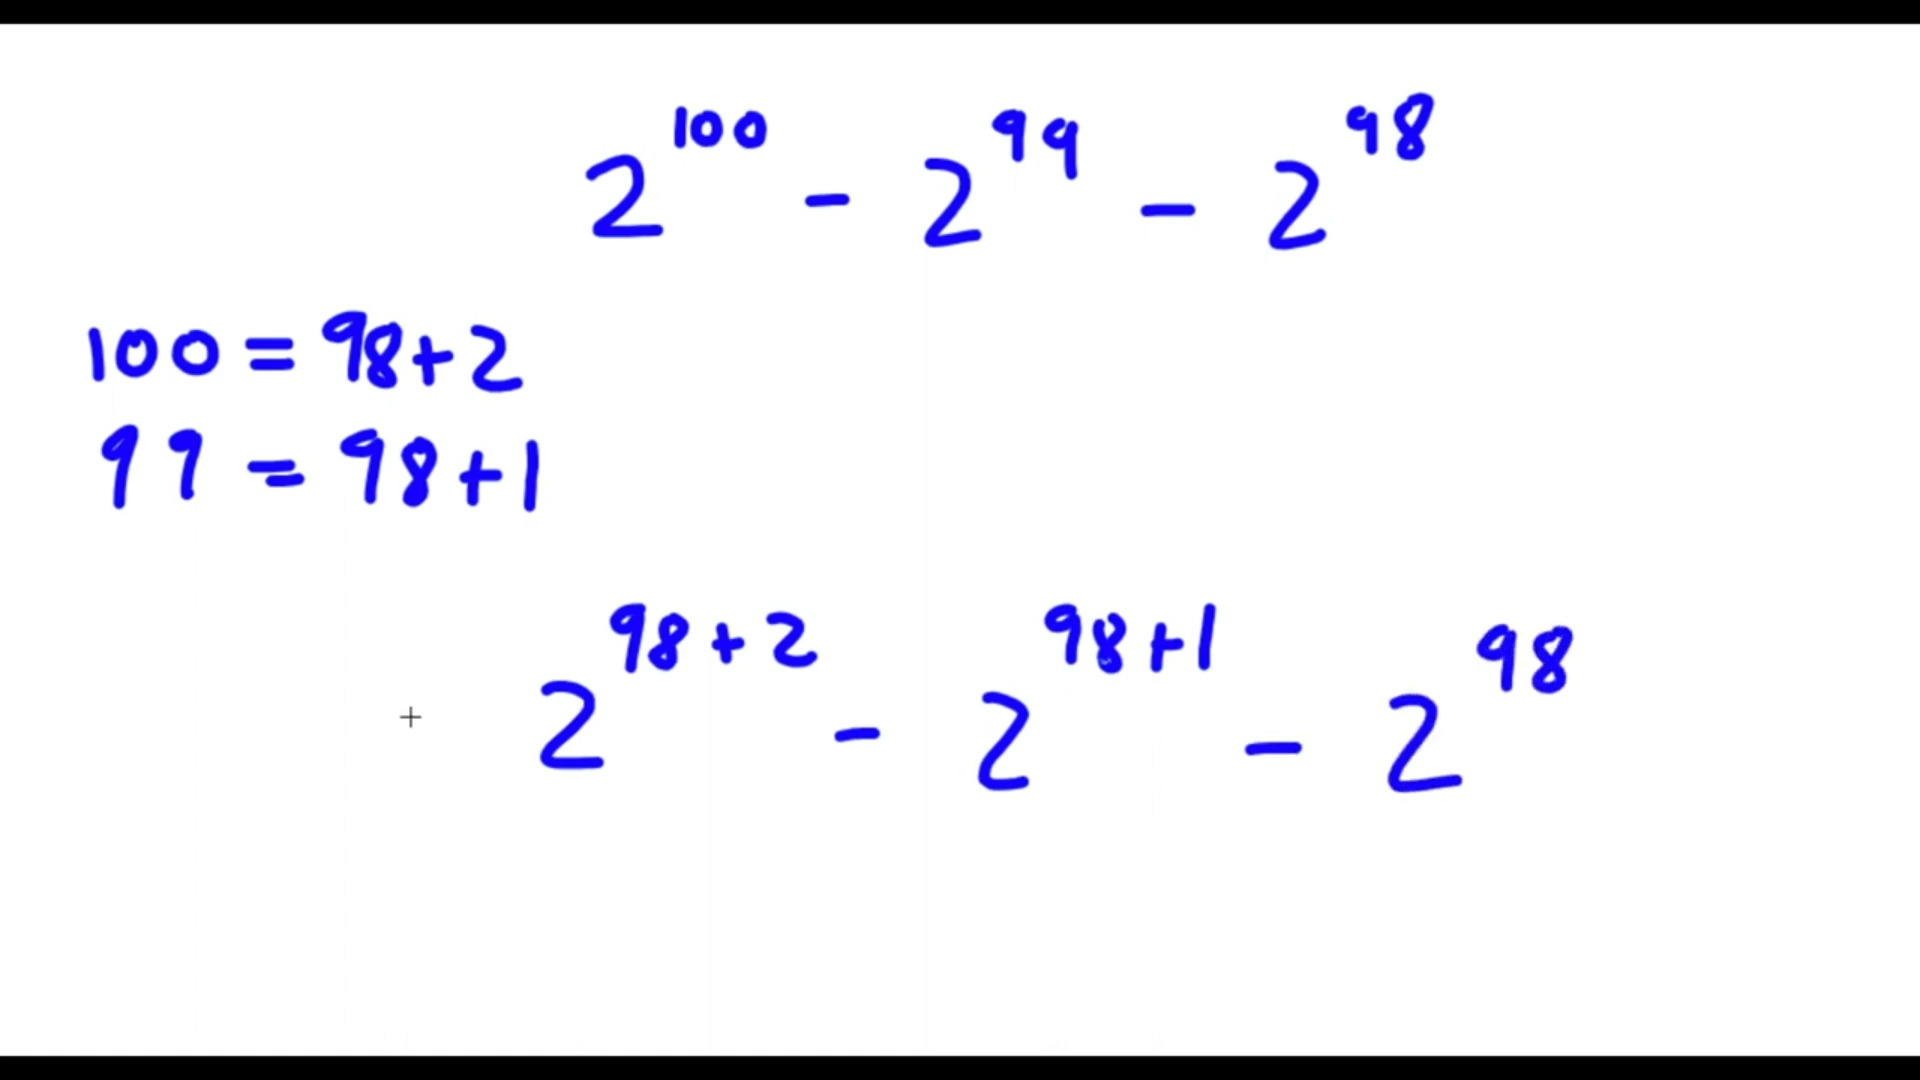 2^100 - 2^99 - 2^98
100 = 98+2
99 = 98+1
2^98+2 - 2^98+1 - 2^98